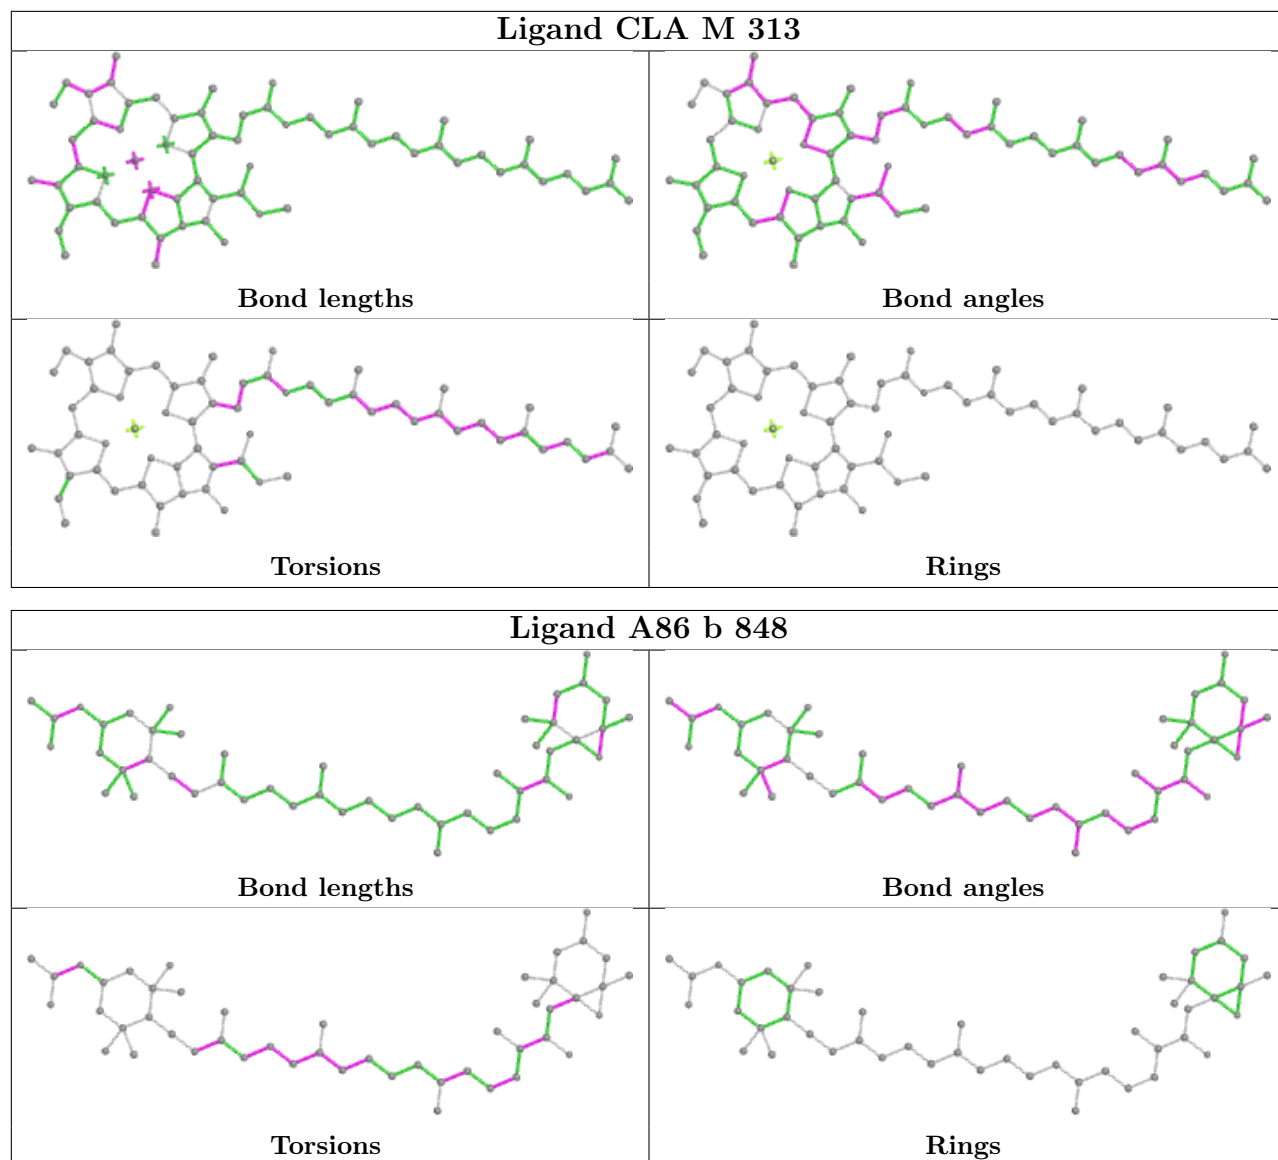 Ligand CLA M 313
Bond lengths
Bond angles
Torsions
Rings
Ligand A86 b 848
Bond lengths
Bond angles
Torsions
Rings